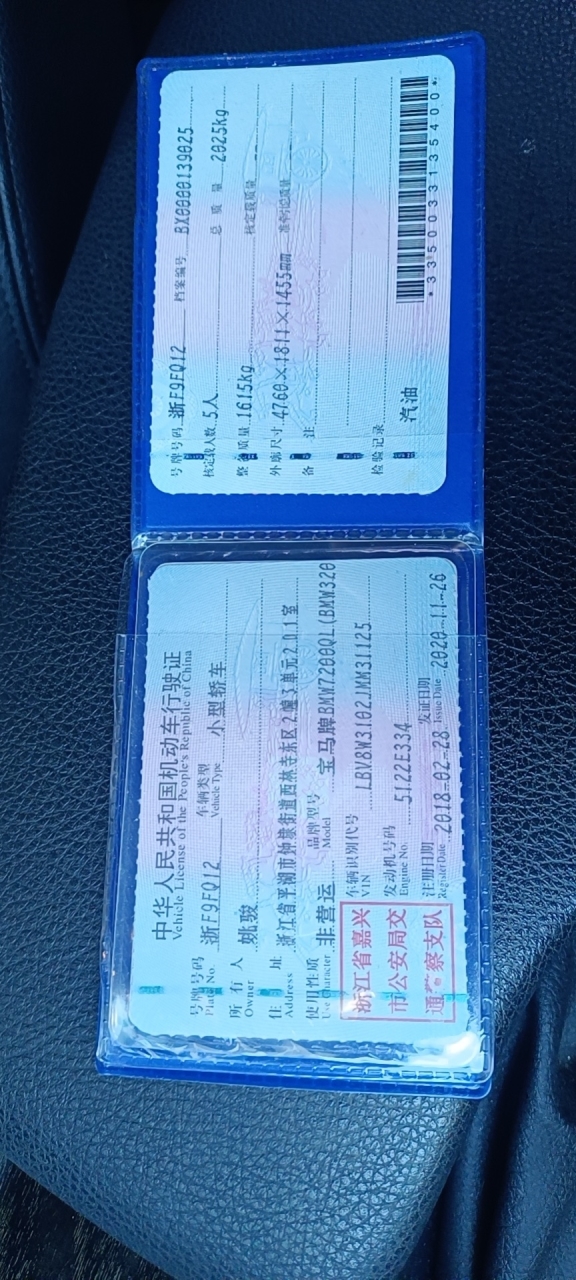 中华人民共和国机动车行驶证
Vehicle License of the People's Republic of China
号牌号码 浙F9FQ12 车辆类型 小型轿车
Plate No. Vehicle Type
所有人 姚骏
Owner
住址 浙江省平湖市钟埭街道西林寺东区2幢3单元201室
Address
使用性质 非营运 品牌型号 宝马牌BMW7200QL(BMW320
Use Character Model
浙江省嘉兴
市公安局交
通警察支队
车辆识别代号 LBV8W3102JMM31125
VIN
发动机号码 5122E334
Engine No.
注册日期 2018-02-28 发证日期 2020-11-26
Register Date Issue Date
号牌号码 浙F9FQ12 档案编号 BX0000139025
核定载人数 5人 总质量 2025kg
整备质量 1615kg 核定载质量 --
外廓尺寸 4760×1811×1455mm 准牵引总质量 --
备注
检验记录
汽油
*3350033135400*